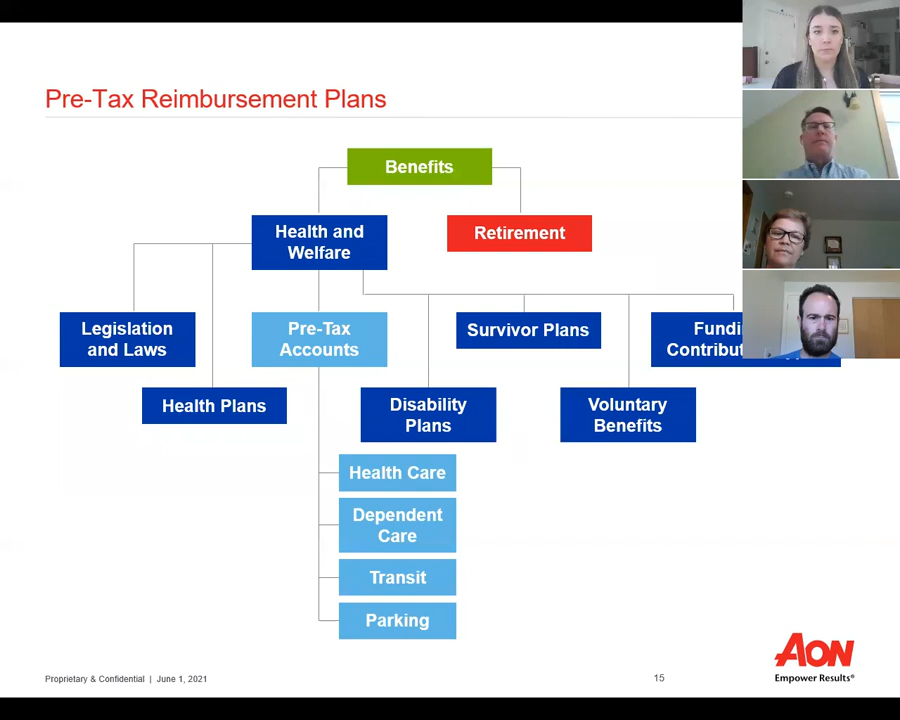 Pre-Tax Reimbursement Plans
Benefits
Health and
Welfare
Retirement
Legislation
and Laws
Pre-Tax
Accounts
Survivor Plans
Health Plans
Disability
Plans
Voluntary
Benefits
Health Care
Dependent
Care
Transit
Parking
AON
Empower Results®
Proprietary & Confidential | June 1, 2021
15